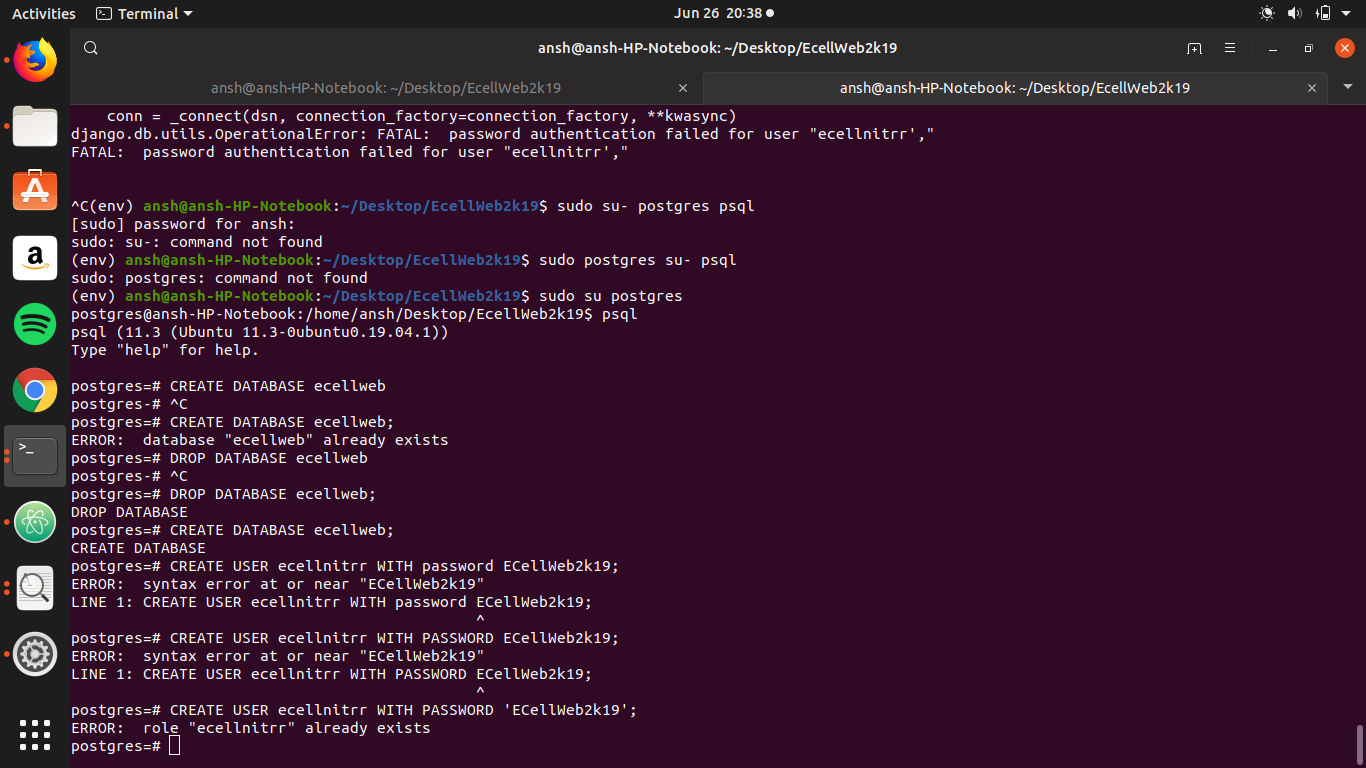 Activities
Terminal
Jun 26 20:38
ansh@ansh-HP-Notebook: ~/Desktop/EcellWeb2k19
ansh@ansh-HP-Notebook: ~/Desktop/EcellWeb2k19
ansh@ansh-HP-Notebook: ~/Desktop/EcellWeb2k19
    conn = _connect(dsn, connection_factory=connection_factory, **kwasync)
django.db.utils.OperationalError: FATAL:  password authentication failed for user "ecellnitrr',"
FATAL:  password authentication failed for user "ecellnitrr',"
^C(env) ansh@ansh-HP-Notebook:~/Desktop/EcellWeb2k19$ sudo su- postgres psql
[sudo] password for ansh:
sudo: su-: command not found
(env) ansh@ansh-HP-Notebook:~/Desktop/EcellWeb2k19$ sudo postgres su- psql
sudo: postgres: command not found
(env) ansh@ansh-HP-Notebook:~/Desktop/EcellWeb2k19$ sudo su postgres
postgres@ansh-HP-Notebook:/home/ansh/Desktop/EcellWeb2k19$ psql
psql (11.3 (Ubuntu 11.3-0ubuntu0.19.04.1))
Type "help" for help.
postgres=# CREATE DATABASE ecellweb
postgres-# ^C
postgres=# CREATE DATABASE ecellweb;
ERROR:  database "ecellweb" already exists
postgres=# DROP DATABASE ecellweb
postgres-# ^C
postgres=# DROP DATABASE ecellweb;
DROP DATABASE
postgres=# CREATE DATABASE ecellweb;
CREATE DATABASE
postgres=# CREATE USER ecellnitrr WITH password ECellWeb2k19;
ERROR:  syntax error at or near "ECellWeb2k19"
LINE 1: CREATE USER ecellnitrr WITH password ECellWeb2k19;
^
postgres=# CREATE USER ecellnitrr WITH PASSWORD ECellWeb2k19;
ERROR:  syntax error at or near "ECellWeb2k19"
LINE 1: CREATE USER ecellnitrr WITH PASSWORD ECellWeb2k19;
^
postgres=# CREATE USER ecellnitrr WITH PASSWORD 'ECellWeb2k19';
ERROR:  role "ecellnitrr" already exists
postgres=#